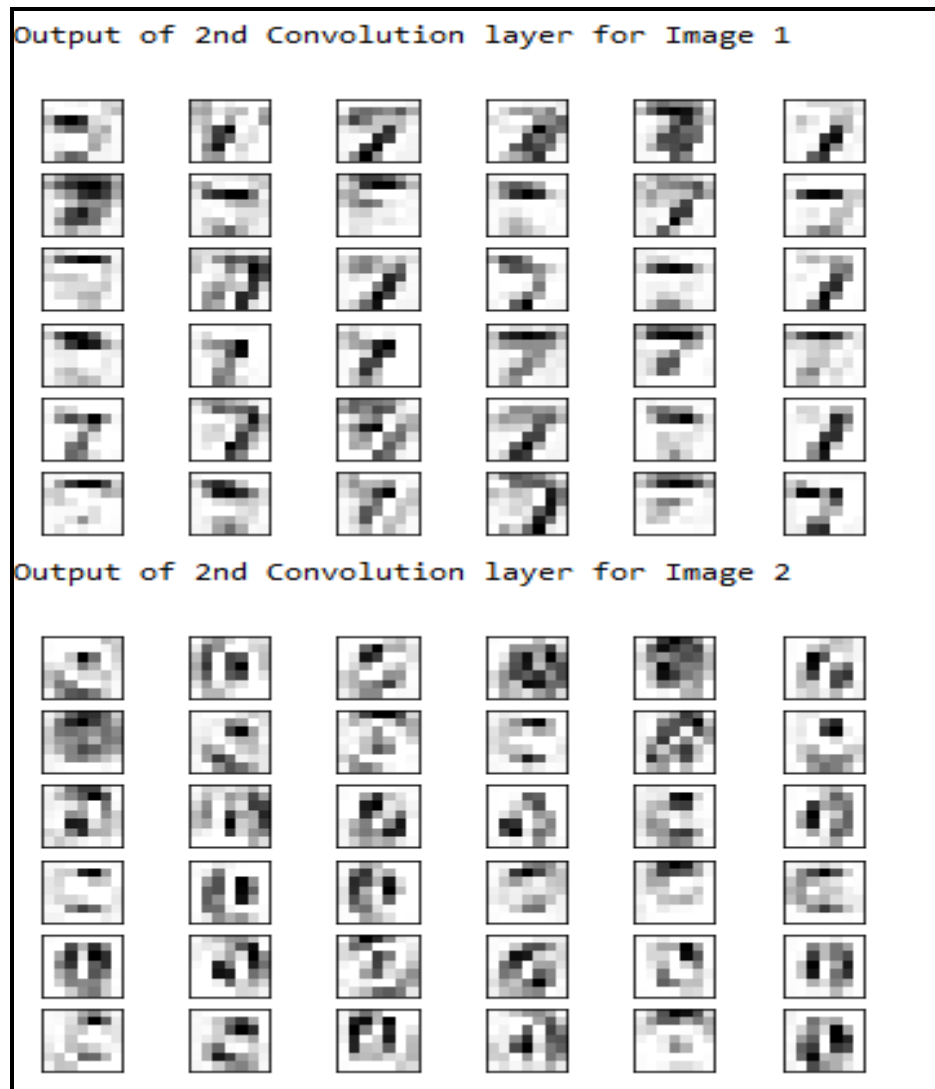 Output of 2nd Convolution layer for Image 1
Output of 2nd Convolution layer for Image 2